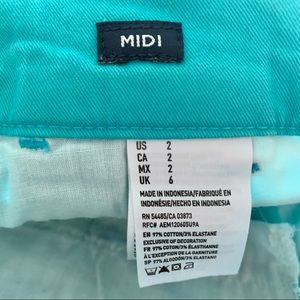 MIDI
US 2
CA 2
MX 2
UK 6
MADE IN INDONESIA/FABRIQUÉ EN
INDONÉSIE/HECHO EN INDONESIA
RN 54485/CA 03873
RFC# AEM120605U9A
EN 97% COTTON/3% ELASTANE
EXCLUSIVE OF DECORATION
FR 97% COTON/3% ÉLASTHANNE
À L'EXCEPTION DE LA GARNITURE
SP 97% ALGODÓN/3% ELASTANO